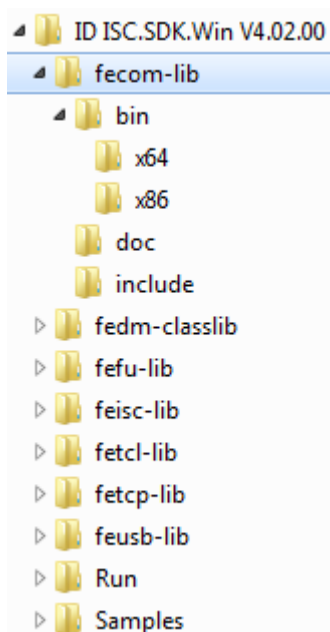 ID ISC.SDK.Win V4.02.00
fecom-lib
bin
x64
x86
doc
include
fedm-classlib
fefu-lib
feisc-lib
fetcl-lib
fetcp-lib
feusb-lib
Run
Samples